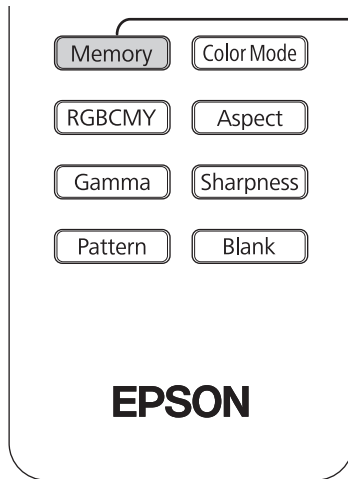 Memory Color Mode
RGBCMY Aspect
Gamma Sharpness
Pattern Blank
EPSON